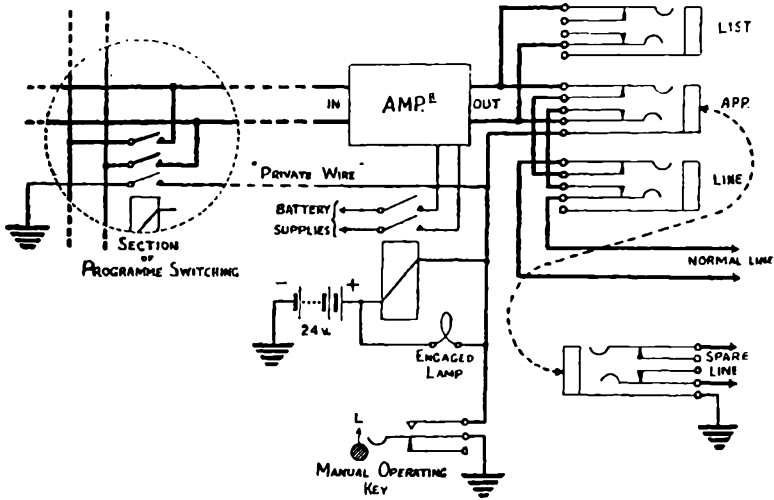 LIST
IN
AMP.R
OUT
APP.
"PRIVATE WIRE"
LINE
BATTERY
SUPPLIES
SECTION
OF
PROGRAMME SWITCHING
NORMAL LINE
- +
24 v.
ENGAGED
LAMP
SPARE
LINE
L
MANUAL OPERATING
KEY